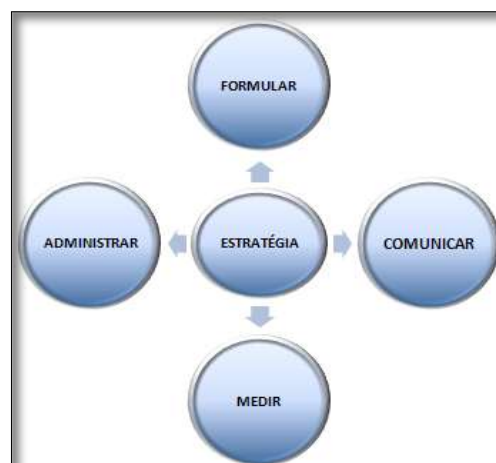 FORMULAR
ADMINISTRAR
ESTRATÉGIA
COMUNICAR
MEDIR